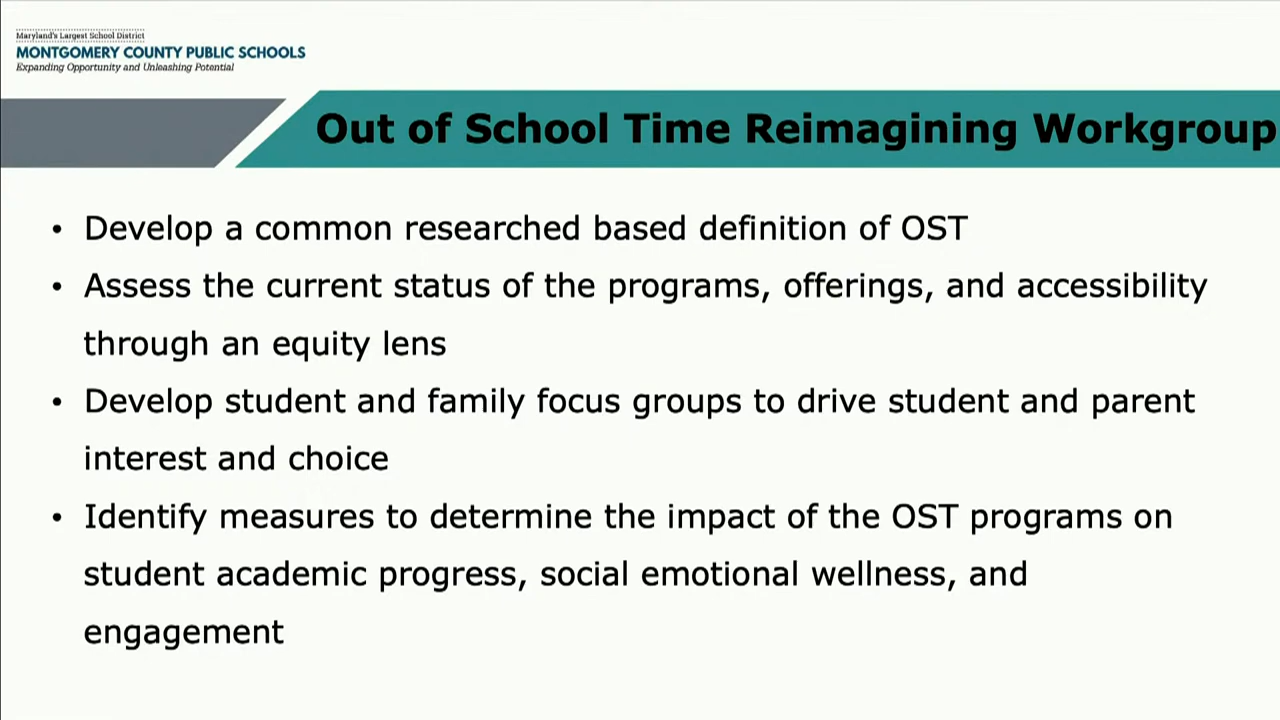 Maryland's Largest School District
MONTGOMERY COUNTY PUBLIC SCHOOLS
Expanding Opportunity and Unleashing Potential
Out of School Time Reimagining Workgroup
• Develop a common researched based definition of OST
• Assess the current status of the programs, offerings, and accessibility
through an equity lens
• Develop student and family focus groups to drive student and parent
interest and choice
• Identify measures to determine the impact of the OST programs on
student academic progress, social emotional wellness, and
engagement